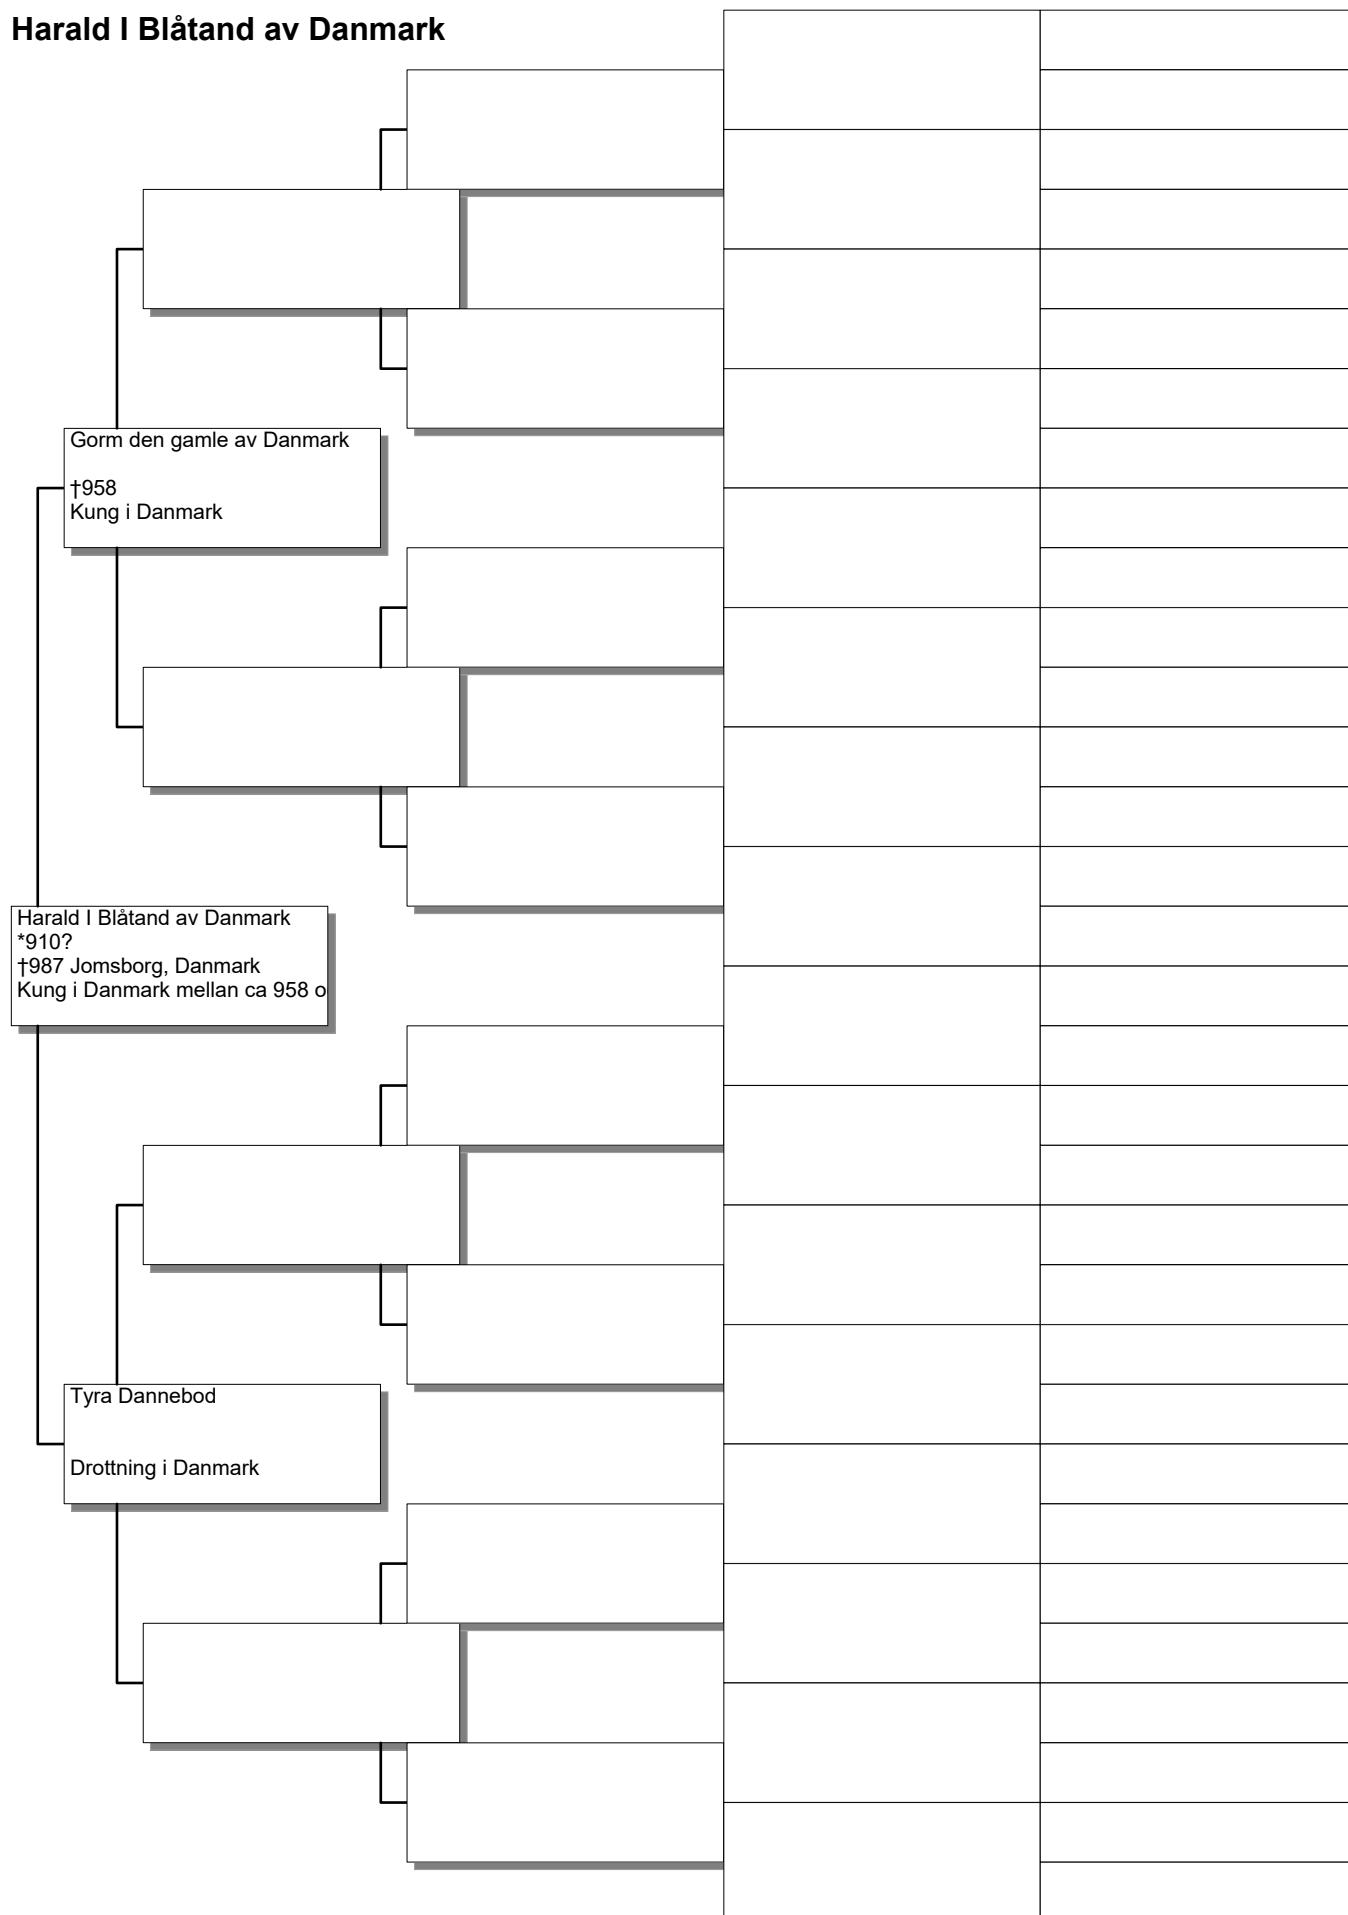 Harald I Blåtand av Danmark
Gorm den gamle av Danmark
†958
Kung i Danmark
Harald I Blåtand av Danmark
*910?
†987 Jomsborg, Danmark
Kung i Danmark mellan ca 958 o
Tyra Dannebod
Drottning i Danmark